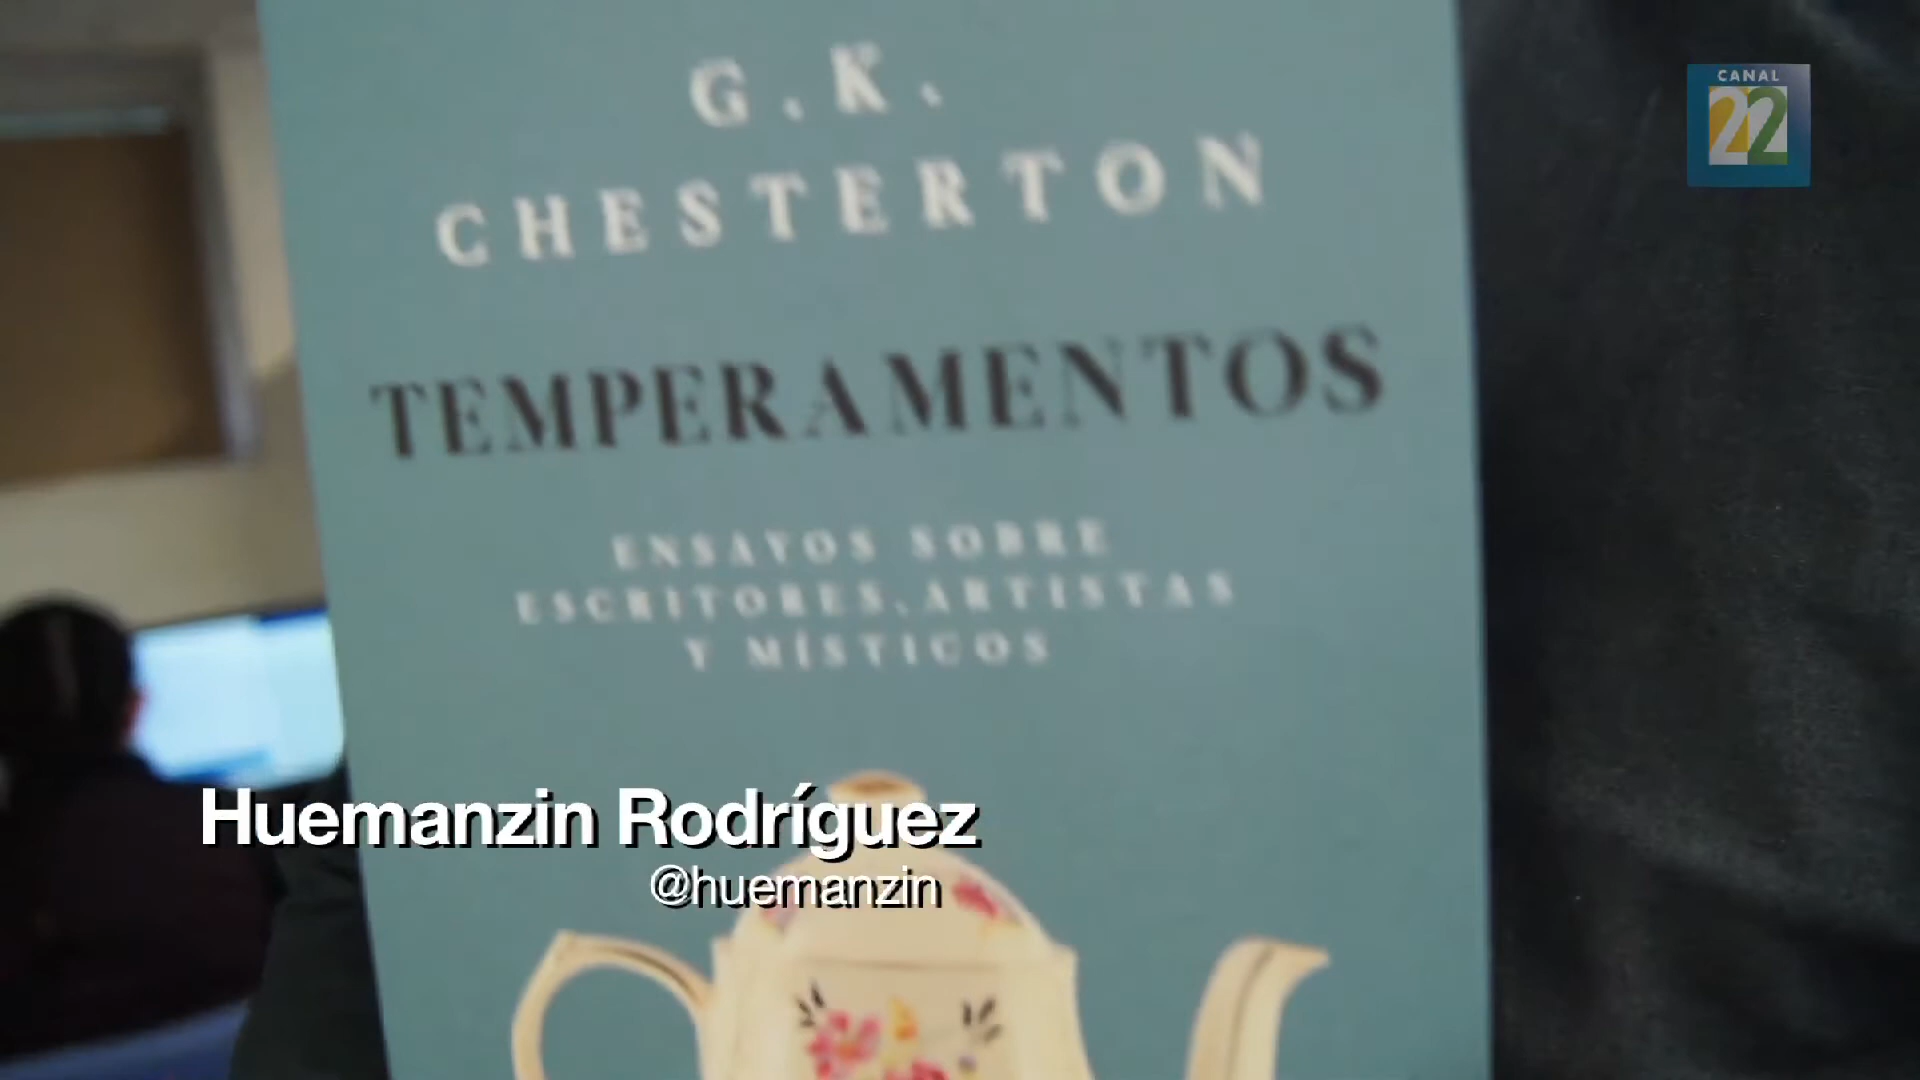 CANAL
22
G. K.
CHESTERTON
TEMPERAMENTOS
ENSAYOS SOBRE
ESCRITORES, ARTISTAS
Y MÍSTICOS
Huemanzin Rodríguez
@huemanzin